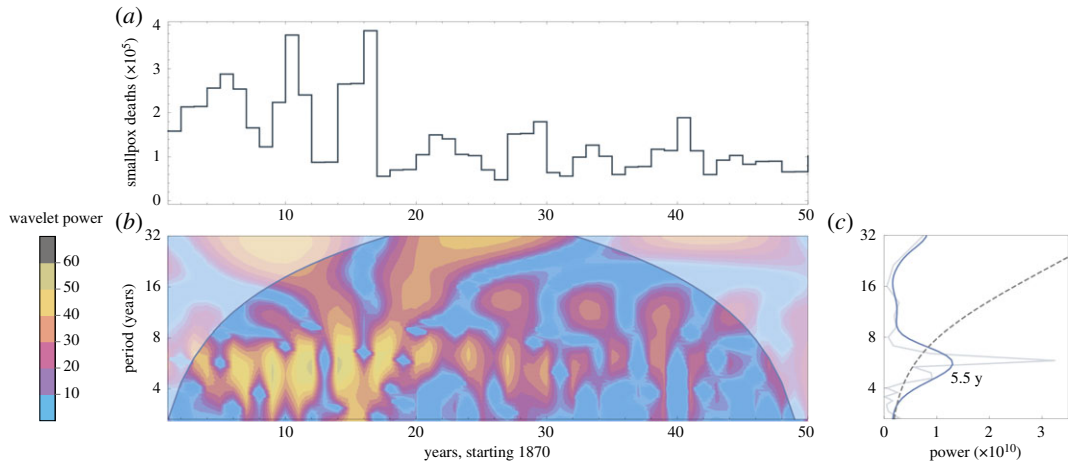 (a)
smallpox deaths (×10⁵)
4
3
2
1
0
10 20 30 40 50
wavelet power
60
50
40
30
20
10
(b)
period (years)
32
16
8
4
10 20 30 40 50
years, starting 1870
(c)
32
16
8
4
5.5 y
0 1 2 3
power (×10¹⁰)